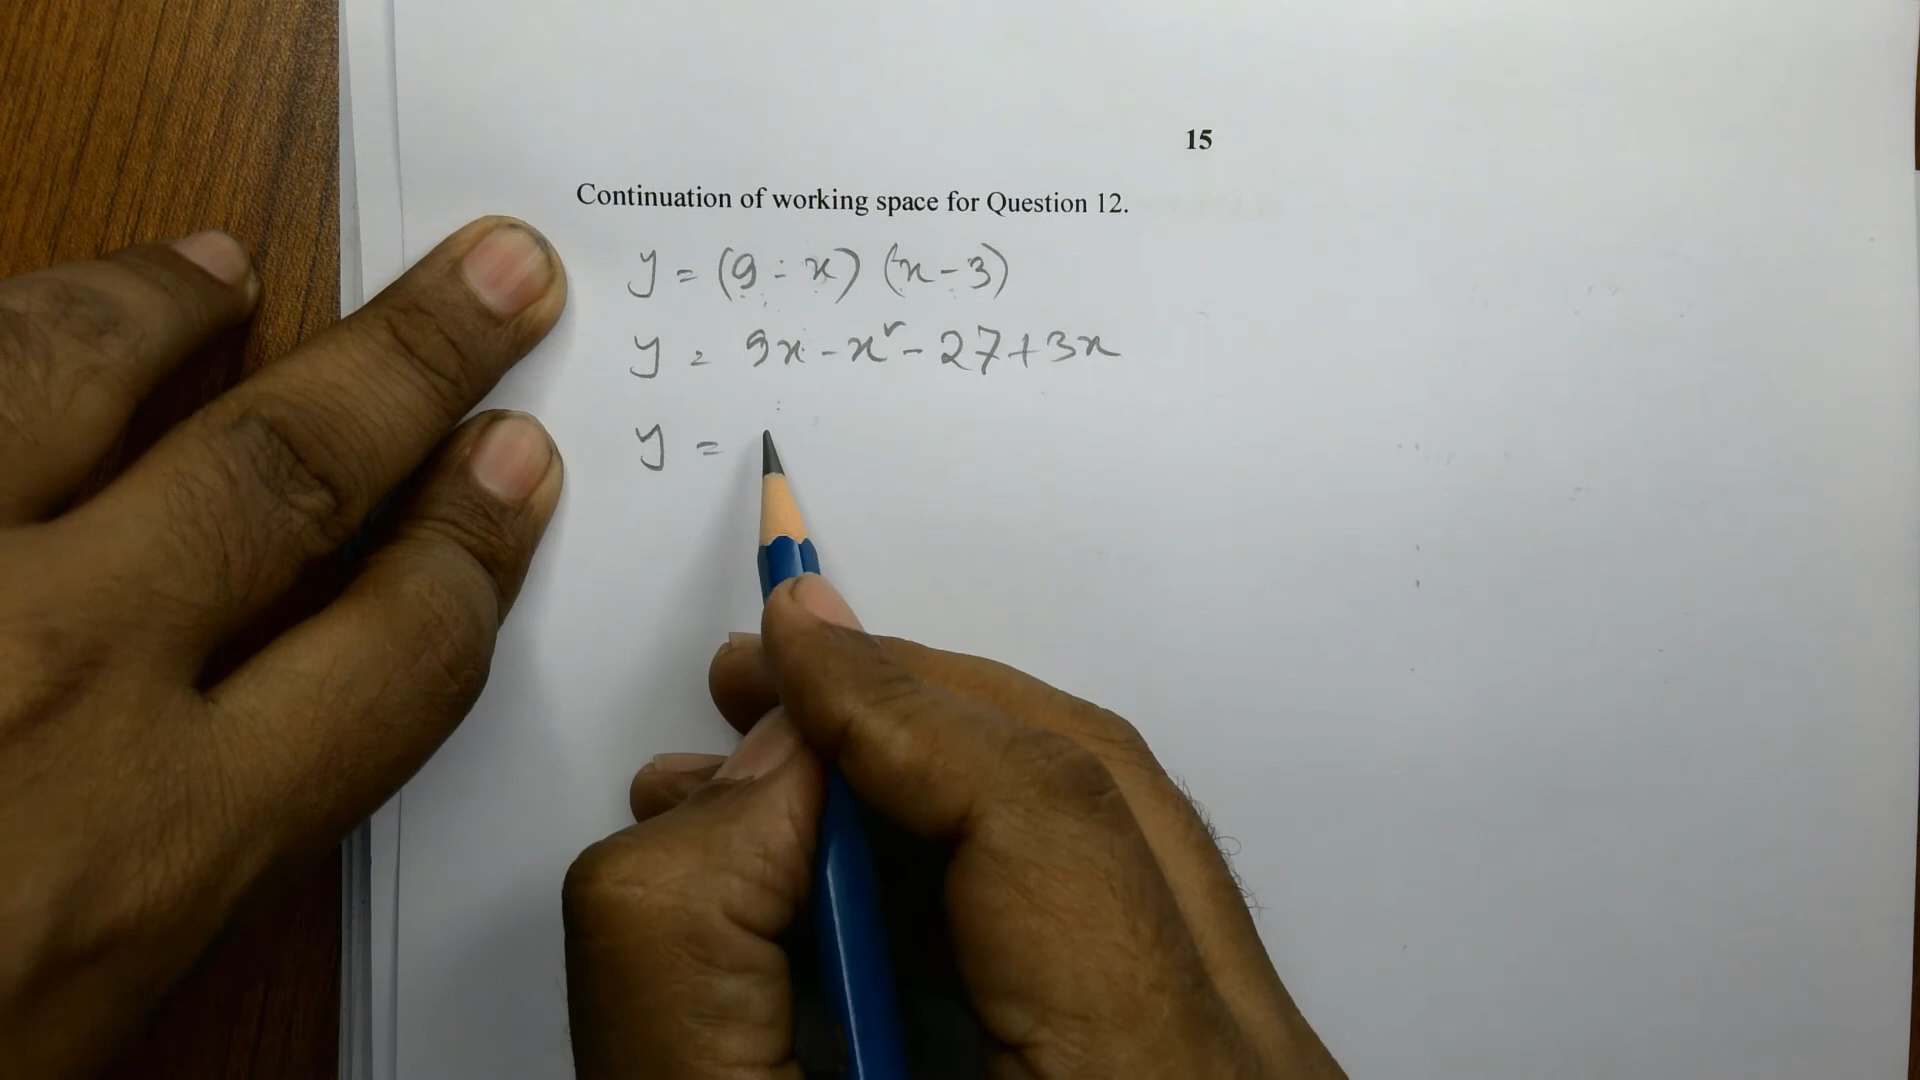 15
Continuation of working space for Question 12.
y = (9 - x) (x - 3)
y = 9x - x² - 27 + 3x
y =